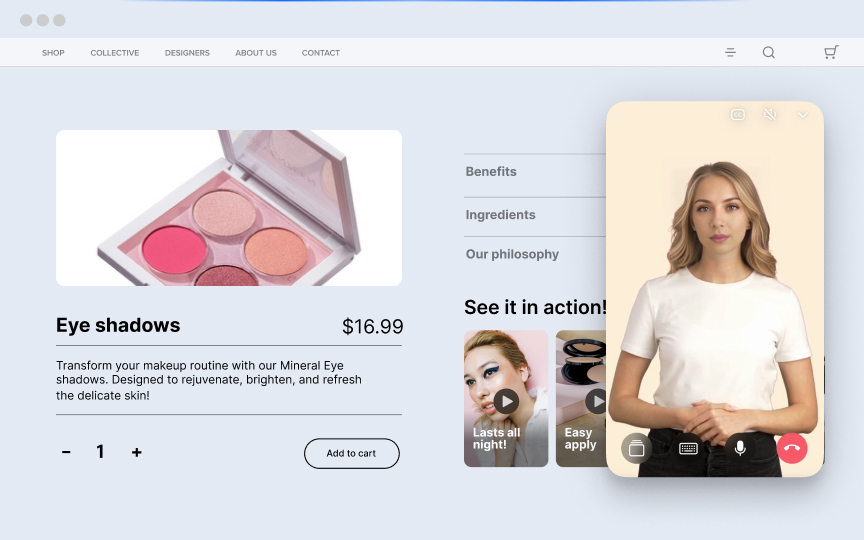 SHOP
COLLECTIVE
DESIGNERS
ABOUT US
CONTACT
CC
Benefits
Ingredients
Our philosophy
Eye shadows
$16.99
Transform your makeup routine with our Mineral Eye
shadows. Designed to rejuvenate, brighten, and refresh
the delicate skin!
− 1 +
Add to cart
See it in action!
Lasts all
night!
Easy
apply